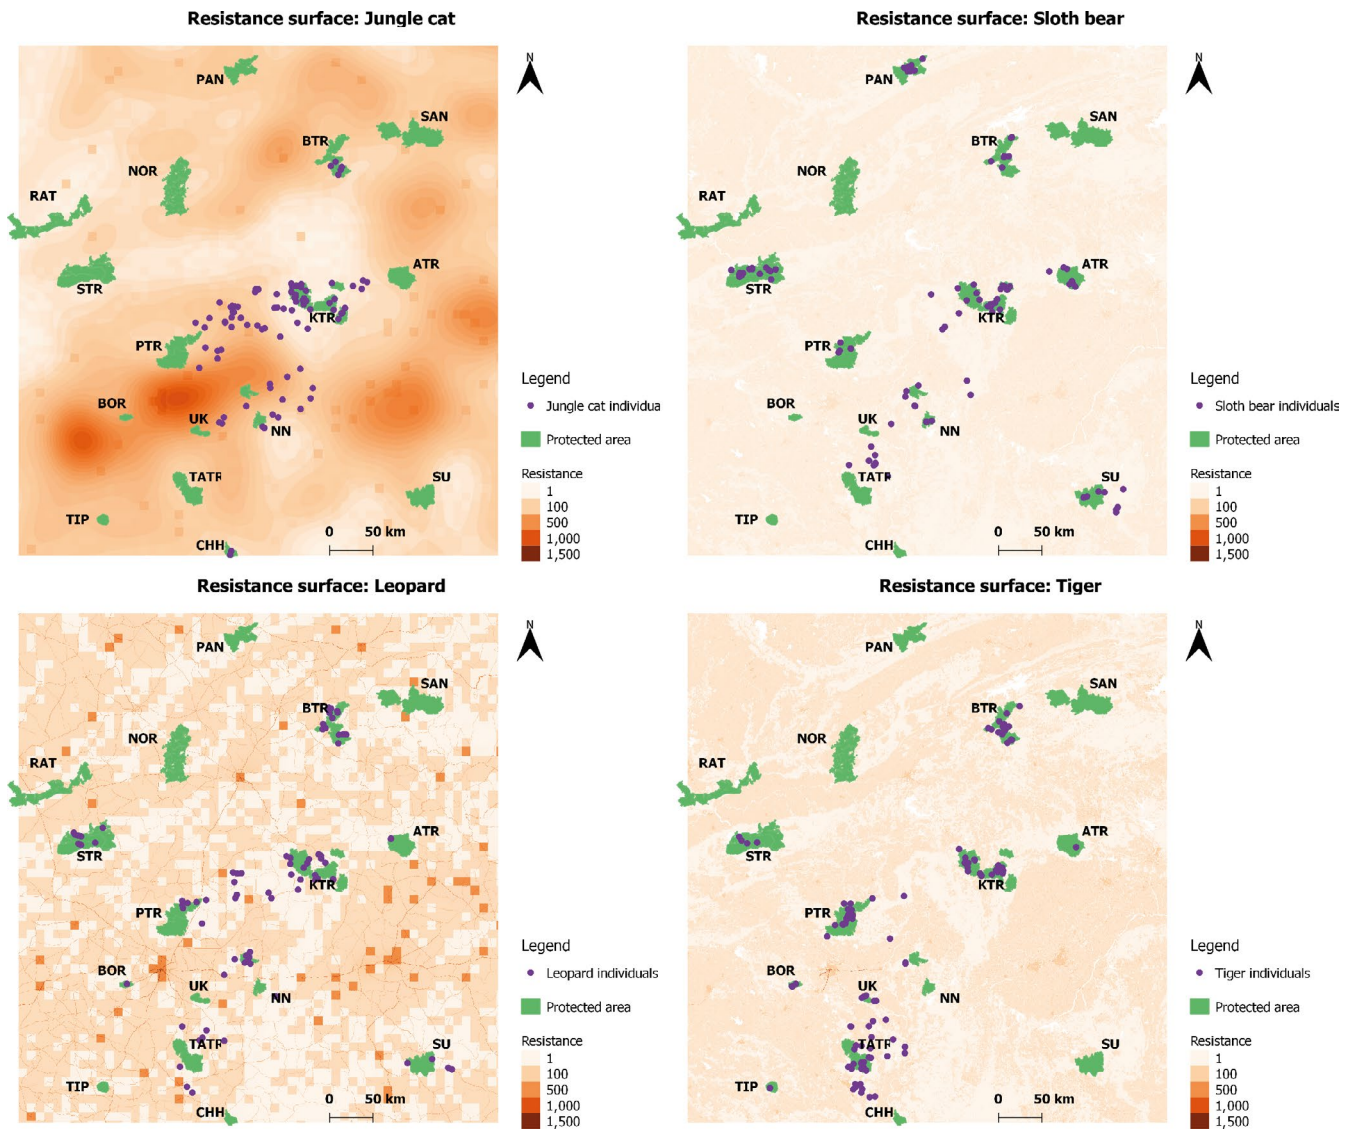 Resistance surface: Jungle cat
N
PAN
SAN
BTR
NOR
RAT
ATR
STR
KTR
PTR
BOR
UK
NN
TATR
SU
TIP
CHH
0 50 km
Legend
Jungle cat individua
Protected area
Resistance
1
100
500
1,000
1,500
Resistance surface: Sloth bear
N
PAN
SAN
BTR
NOR
RAT
ATR
STR
KTR
PTR
BOR
UK
NN
TATR
SU
TIP
CHH
0 50 km
Legend
Sloth bear individuals
Protected area
Resistance
1
100
500
1,000
1,500
Resistance surface: Leopard
N
PAN
SAN
BTR
NOR
RAT
ATR
STR
KTR
PTR
BOR
UK
NN
TATR
SU
TIP
CHH
0 50 km
Legend
Leopard individuals
Protected area
Resistance
1
100
500
1,000
1,500
Resistance surface: Tiger
N
PAN
SAN
BTR
NOR
RAT
ATR
STR
KTR
PTR
BOR
UK
NN
TATR
SU
TIP
CHH
0 50 km
Legend
Tiger individuals
Protected area
Resistance
1
100
500
1,000
1,500